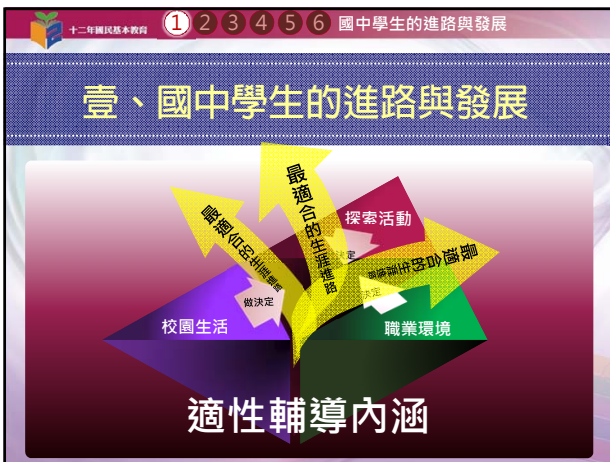 十二年國民基本教育 1 2 3 4 5 6 國中學生的進路與發展
壹、國中學生的進路與發展
最適合的生涯進路
最適合的生涯進路
最適合的生涯進路
探索活動
決定
做決定
決定
校園生活
職業環境
適性輔導內涵